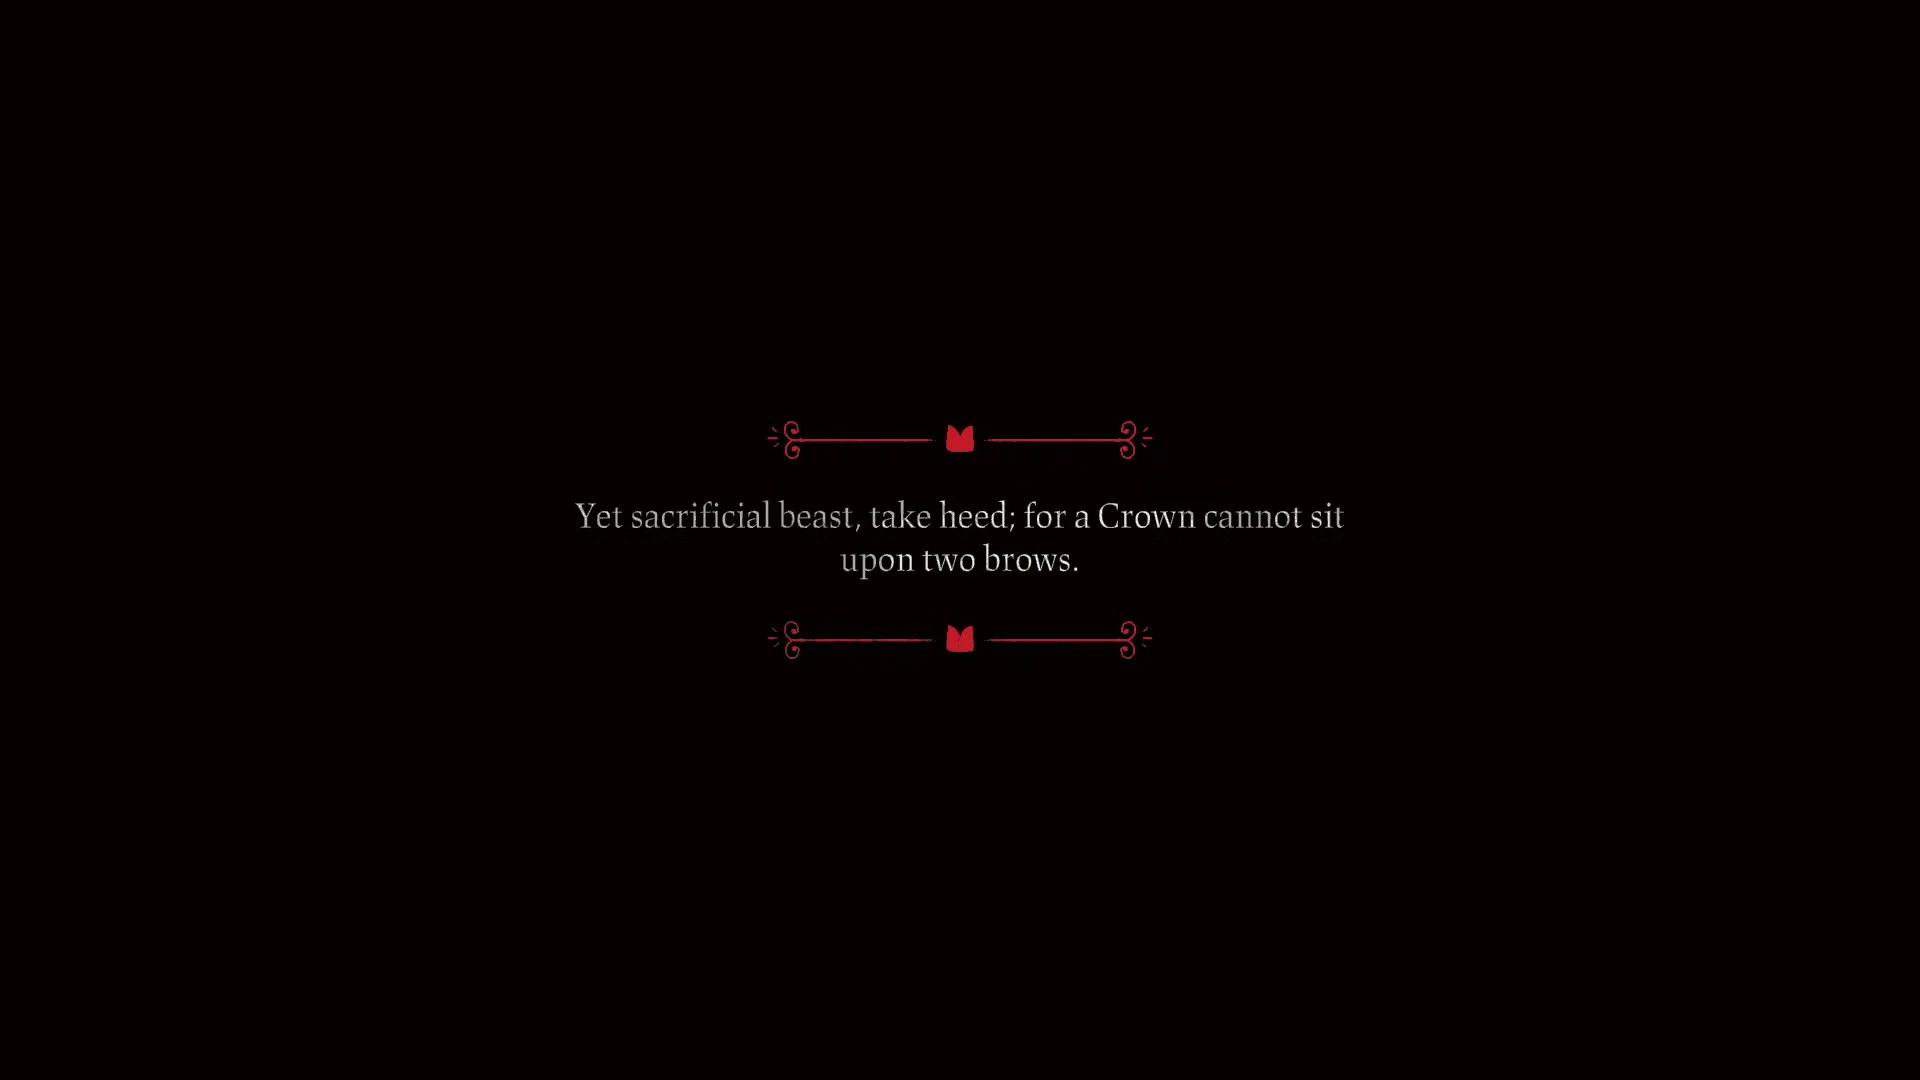 Yet sacrificial beast, take heed; for a Crown cannot sit
upon two brows.